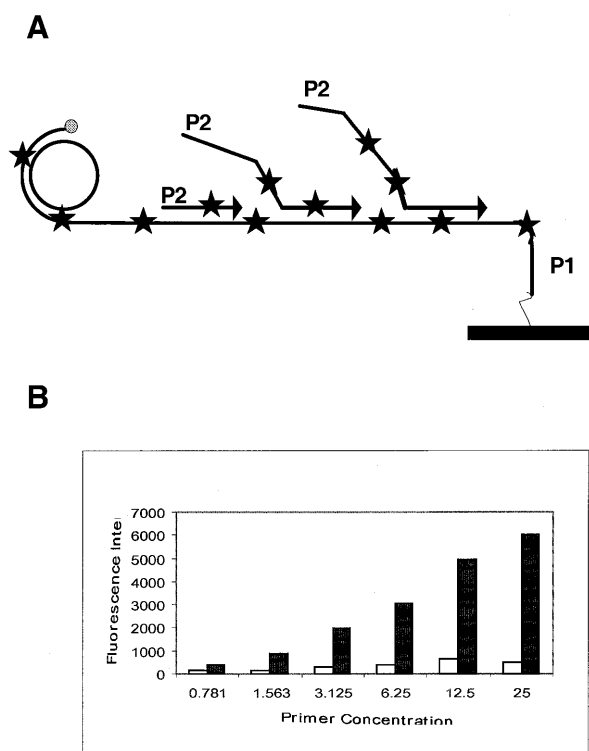 A
P2
P2
P2
P1
B
7000
6000
5000
4000
3000
2000
1000
0
Fluorescence Inte
0.781 1.563 3.125 6.25 12.5 25
Primer Concentration